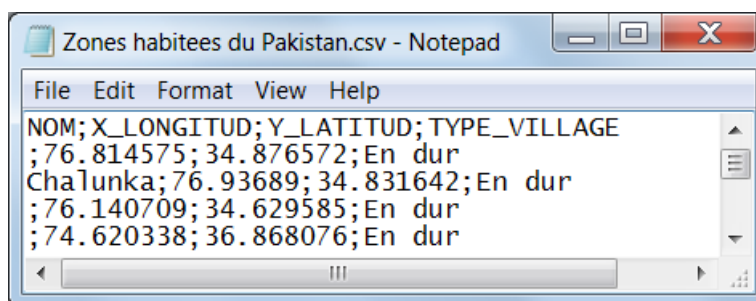 Zones habitees du Pakistan.csv - Notepad
File Edit Format View Help
NOM;X_LONGITUD;Y_LATITUD;TYPE_VILLAGE
;76.814575;34.876572;En dur
Chalunka;76.93689;34.831642;En dur
;76.140709;34.629585;En dur
;74.620338;36.868076;En dur